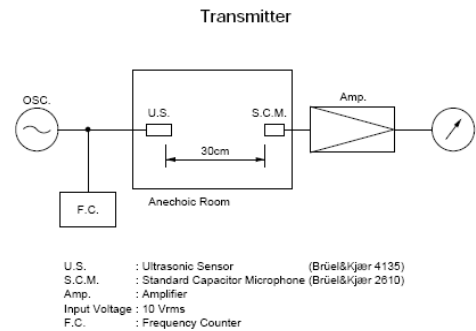 Transmitter
OSC.
U.S.
S.C.M.
Amp.
30cm
F.C.
Anechoic Room
U.S. : Ultrasonic Sensor (Brüel&Kjær 4135)
S.C.M. : Standard Capacitor Microphone (Brüel&Kjær 2610)
Amp. : Amplifier
Input Voltage : 10 Vrms
F.C. : Frequency Counter